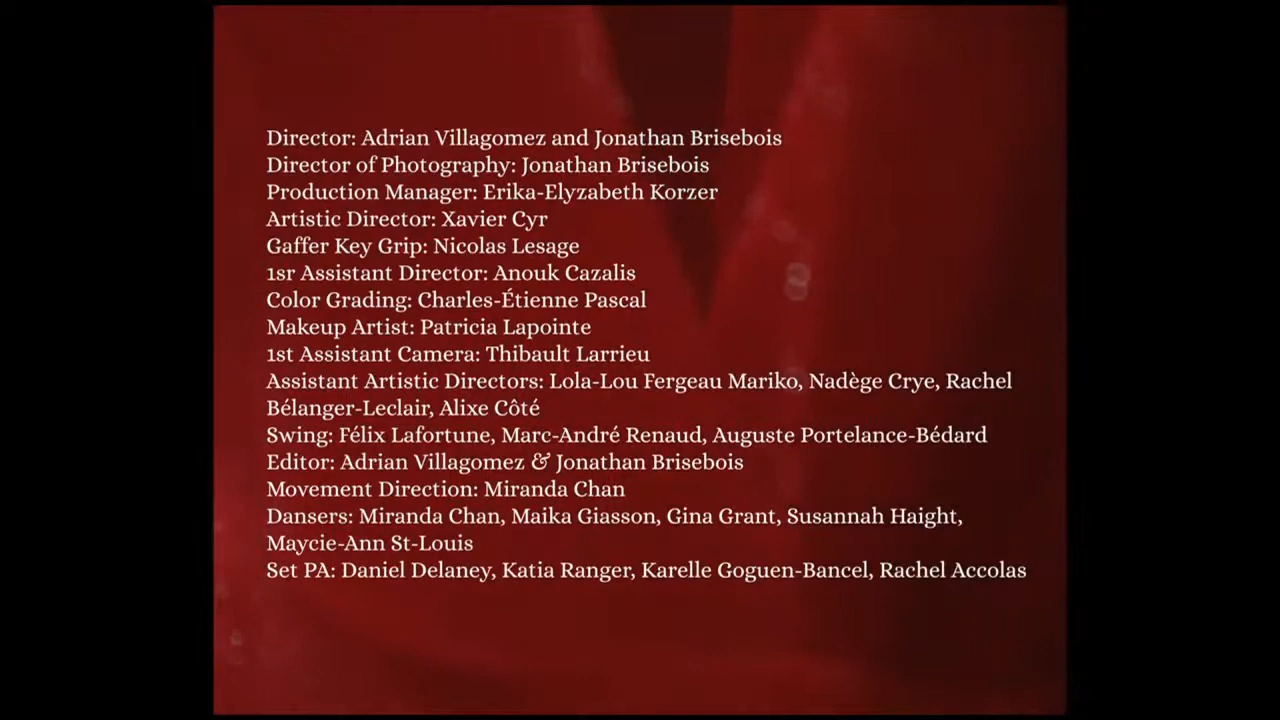 Director: Adrian Villagomez and Jonathan Brisebois
Director of Photography: Jonathan Brisebois
Production Manager: Erika-Elyzabeth Korzer
Artistic Director: Xavier Cyr
Gaffer Key Grip: Nicolas Lesage
1sr Assistant Director: Anouk Cazalis
Color Grading: Charles-Étienne Pascal
Makeup Artist: Patricia Lapointe
1st Assistant Camera: Thibault Larrieu
Assistant Artistic Directors: Lola-Lou Fergeau Mariko, Nadège Crye, Rachel
Bélanger-Leclair, Alixe Côté
Swing: Félix Lafortune, Marc-André Renaud, Auguste Portelance-Bédard
Editor: Adrian Villagomez & Jonathan Brisebois
Movement Direction: Miranda Chan
Dansers: Miranda Chan, Maika Giasson, Gina Grant, Susannah Haight,
Maycie-Ann St-Louis
Set PA: Daniel Delaney, Katia Ranger, Karelle Goguen-Bancel, Rachel Accolas